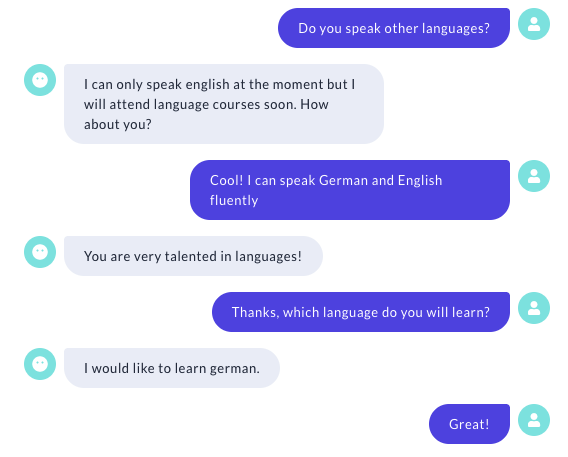 Do you speak other languages?
I can only speak english at the moment but I
will attend language courses soon. How
about you?
Cool! I can speak German and English
fluently
You are very talented in languages!
Thanks, which language do you will learn?
I would like to learn german.
Great!